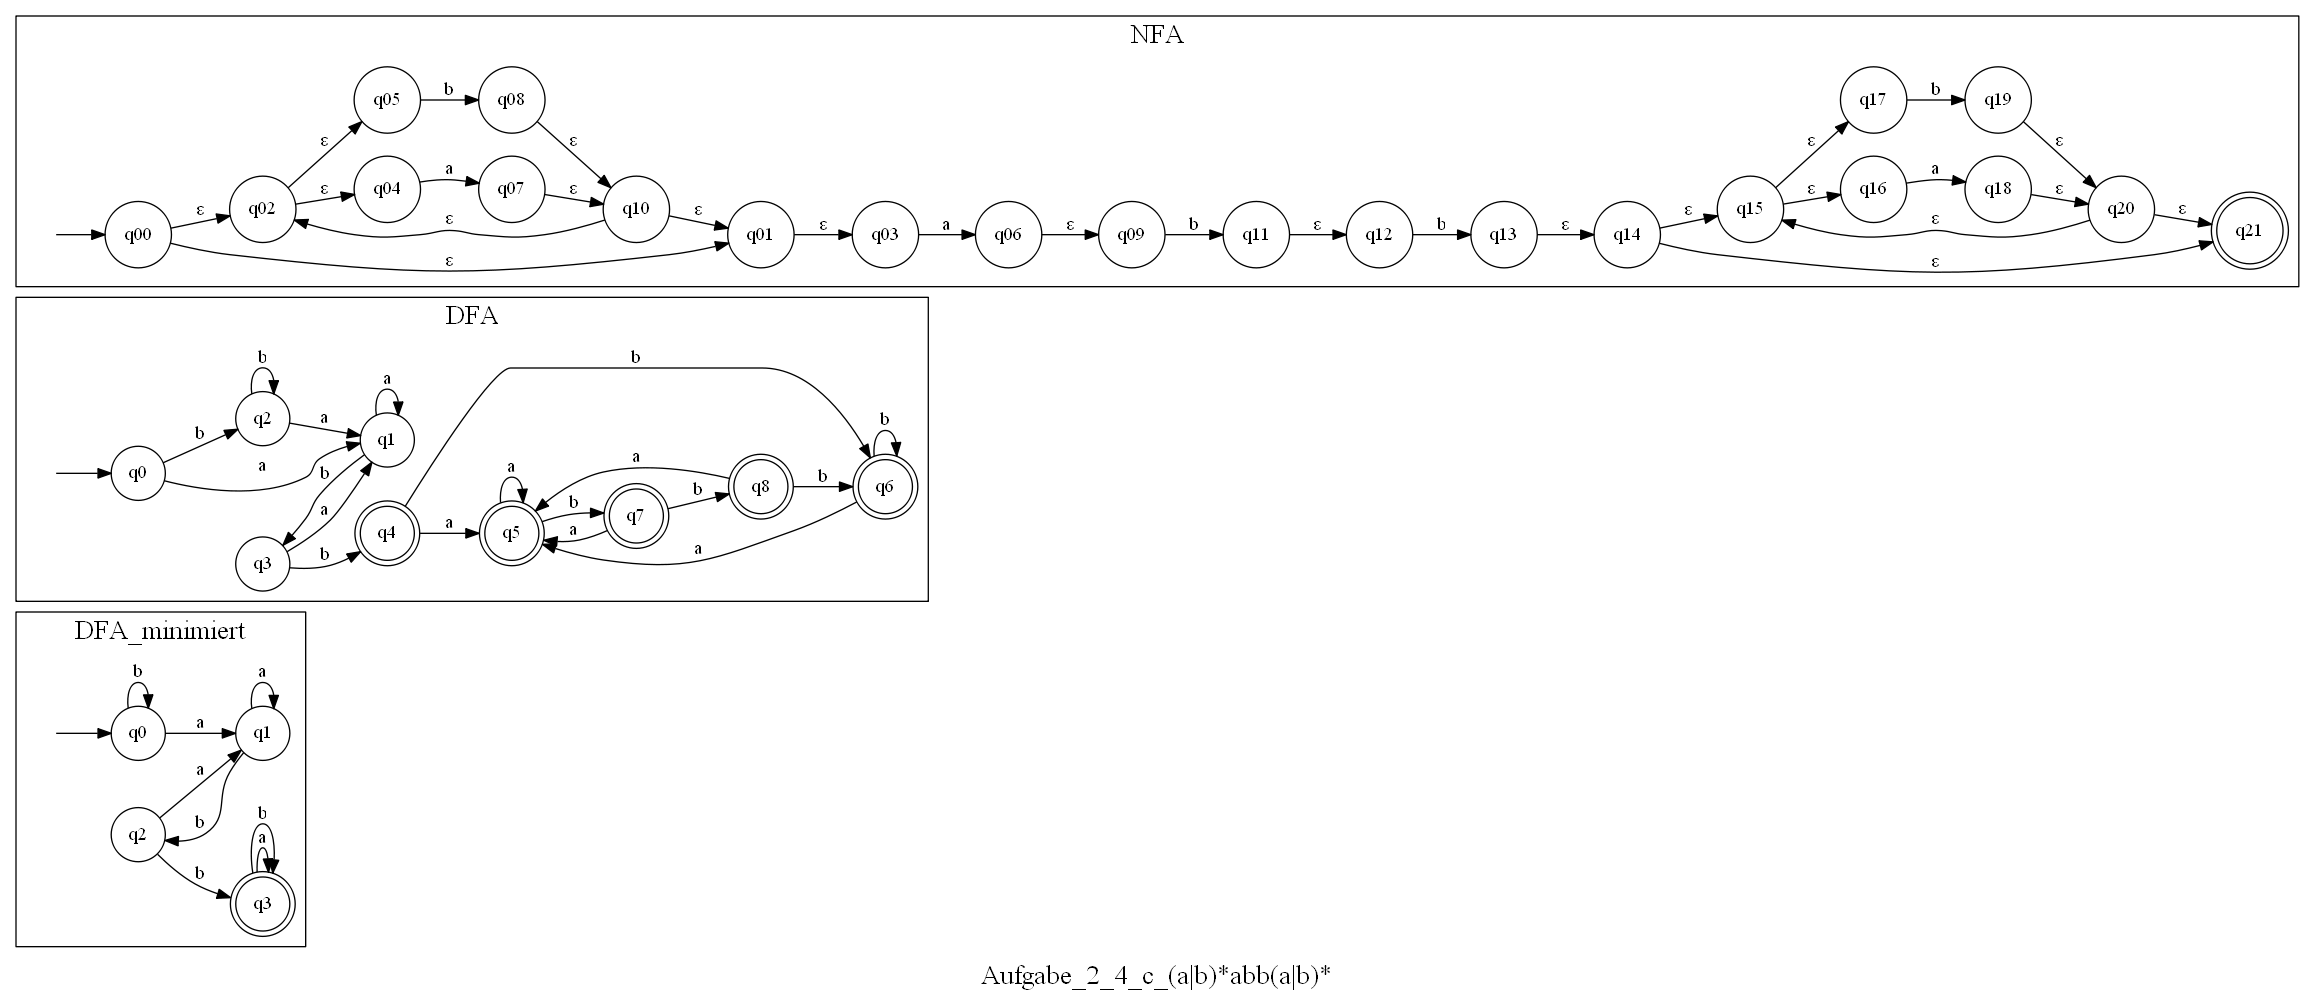 NFA
q05 b q08 q17 b q19
ε ε ε ε
q04 a q07 q16 a q18
ε ε ε ε
q00 ε q02 ε q10 ε q01 ε q03 a q06 ε q09 b q11 ε q12 b q13 ε q14 ε q15 ε q20 ε q21
ε ε
DFA
b b
b a
q2 a q1 b
b q0 a b a a q8 b q6
a q4 a q5 b q7 b
q3 b a a
DFA_minimiert
b a
q0 a q1
a
q2 b b
a
b q3
Aufgabe_2_4_c_(a|b)*abb(a|b)*